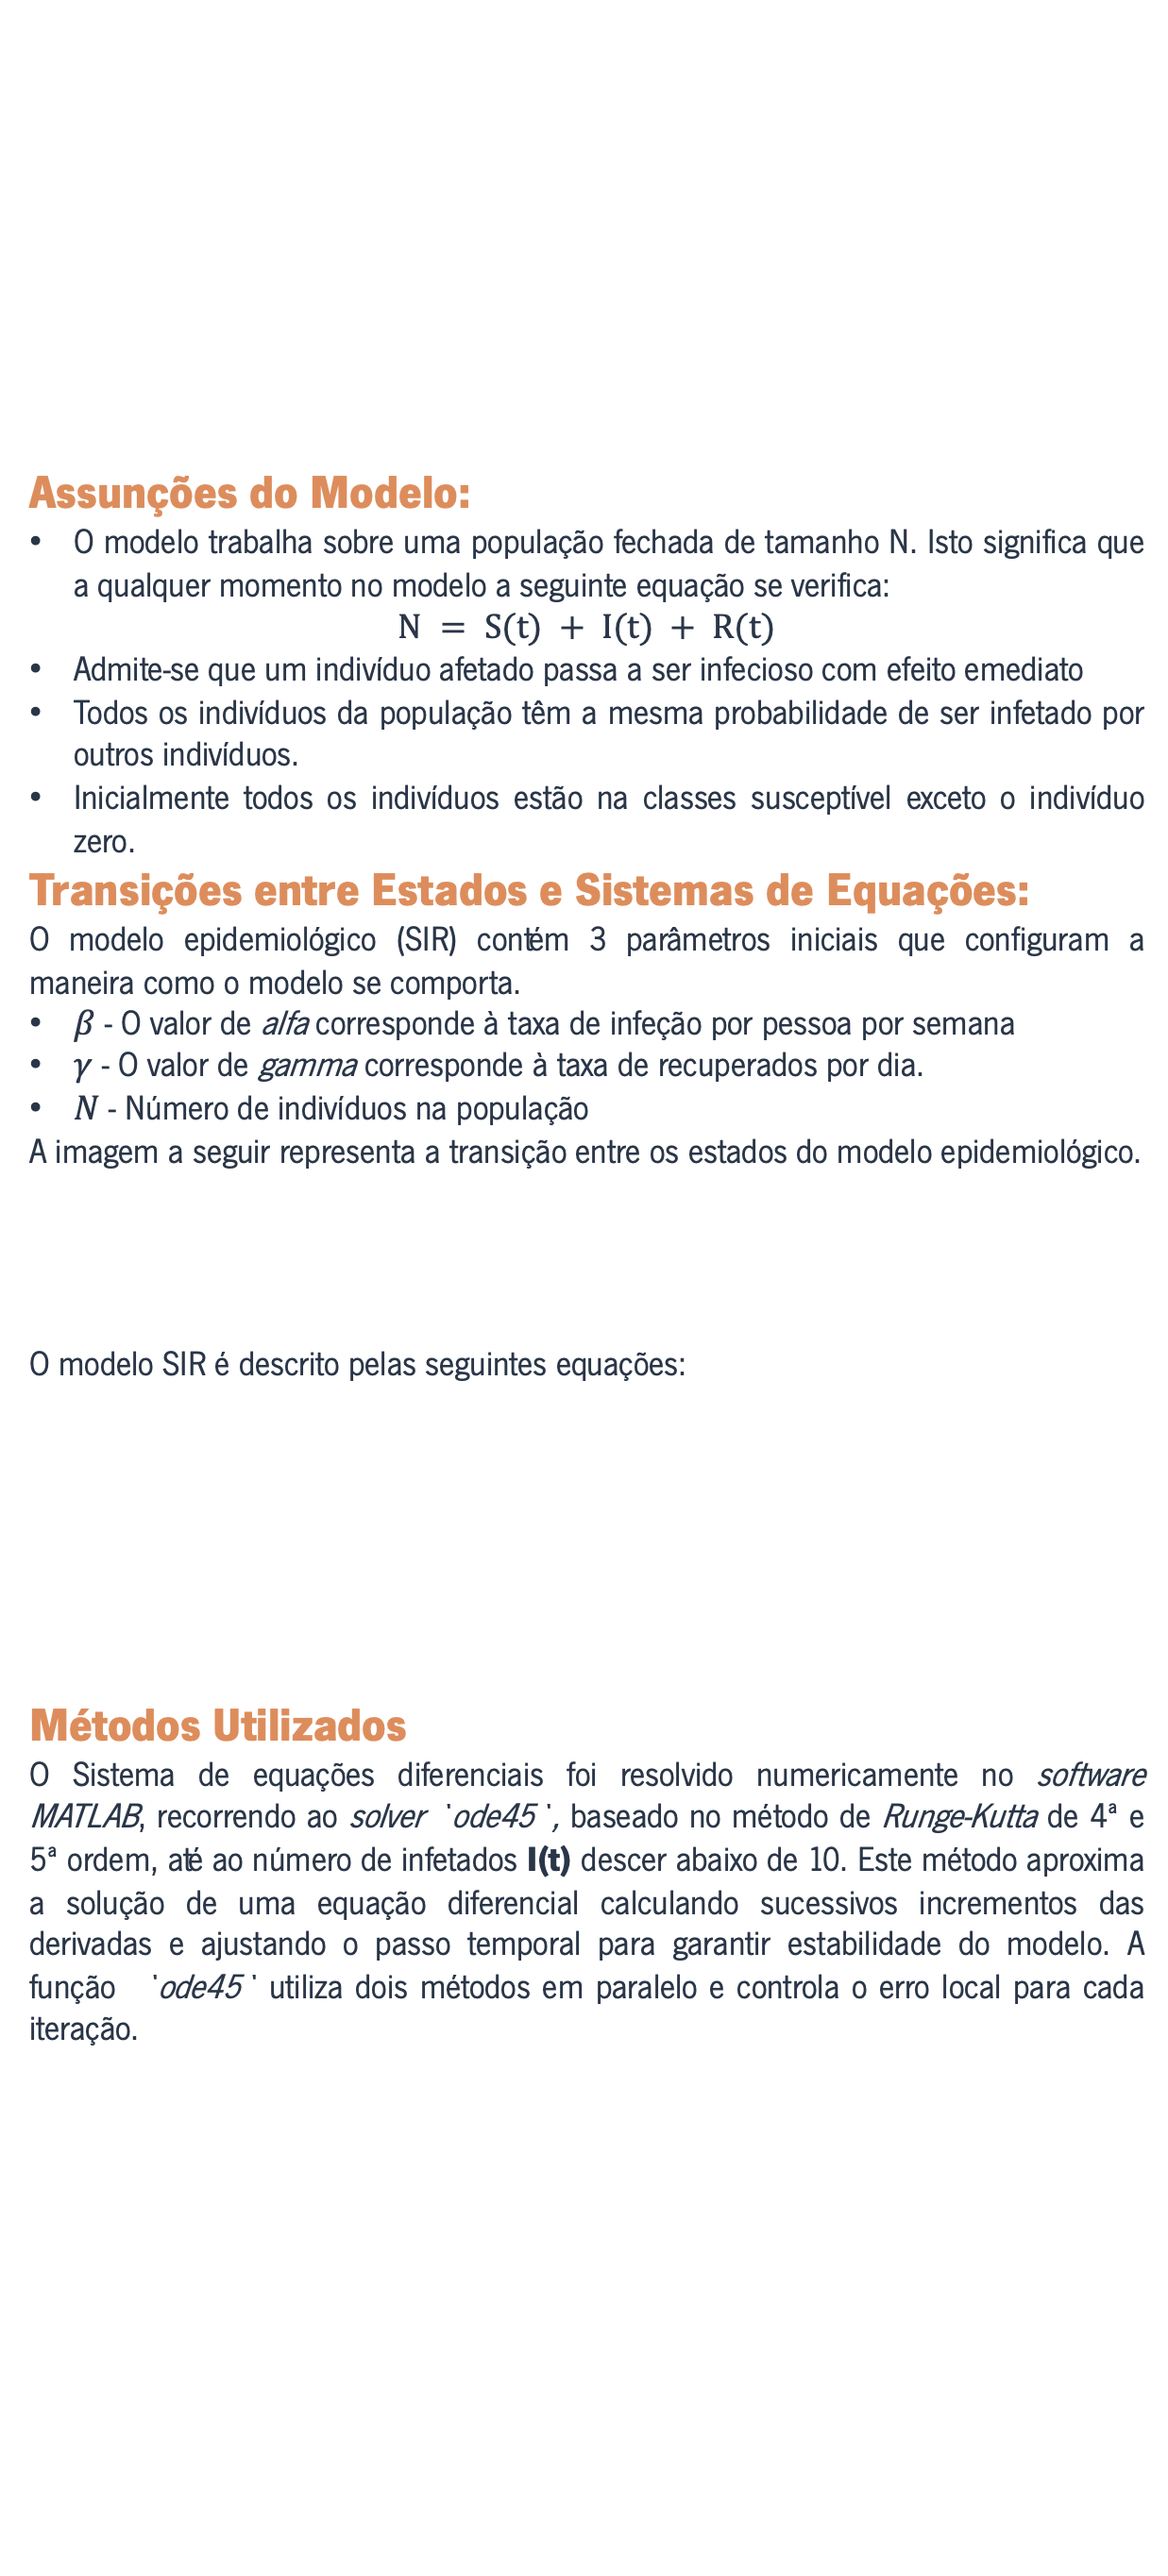 Assunções do Modelo:
• O modelo trabalha sobre uma população fechada de tamanho N. Isto significa que
a qualquer momento no modelo a seguinte equação se verifica:
N = S(t) + I(t) + R(t)
• Admite-se que um indivíduo afetado passa a ser infecioso com efeito emediato
• Todos os indivíduos da população têm a mesma probabilidade de ser infetado por
outros indivíduos.
• Inicialmente todos os indivíduos estão na classes susceptível exceto o indivíduo
zero.
Transições entre Estados e Sistemas de Equações:
O modelo epidemiológico (SIR) contém 3 parâmetros iniciais que configuram a
maneira como o modelo se comporta.
• β - O valor de alfa corresponde à taxa de infeção por pessoa por semana
• γ - O valor de gamma corresponde à taxa de recuperados por dia.
• N - Número de indivíduos na população
A imagem a seguir representa a transição entre os estados do modelo epidemiológico.
O modelo SIR é descrito pelas seguintes equações:
Métodos Utilizados
O Sistema de equações diferenciais foi resolvido numericamente no software
MATLAB, recorrendo ao solver 'ode45', baseado no método de Runge-Kutta de 4ª e
5ª ordem, até ao número de infetados I(t) descer abaixo de 10. Este método aproxima
a solução de uma equação diferencial calculando sucessivos incrementos das
derivadas e ajustando o passo temporal para garantir estabilidade do modelo. A
função 'ode45' utiliza dois métodos em paralelo e controla o erro local para cada
iteração.